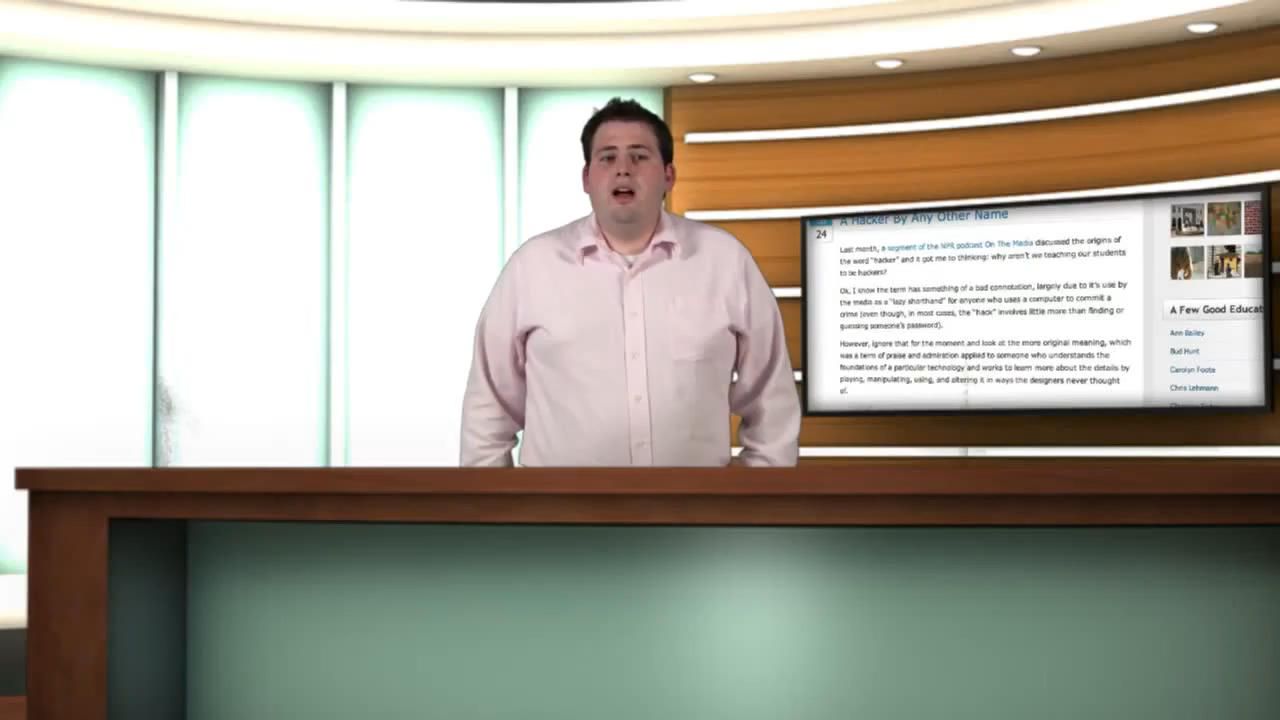 A Hacker By Any Other Name
24
Last month, a segment of the NPR podcast On The Media discussed the origins of
the word "hacker" and it got me to thinking: why aren't we teaching our students
to be hackers?
Ok, I know the term has something of a bad connotation, largely due to it's use by
the media as a "lazy shorthand" for anyone who uses a computer to commit a
crime (even though, in most cases, the "hack" involves little more than finding or
guessing someone's password).
However, ignore that for the moment and look at the more original meaning, which
was a term of praise and admiration applied to someone who understands the
foundations of a particular technology and works to learn more about the details by
playing, manipulating, using, and altering it in ways the designers never thought
of.
A Few Good Educat
Ann Bailey
Bud Hunt
Carolyn Foote
Chris Lehmann